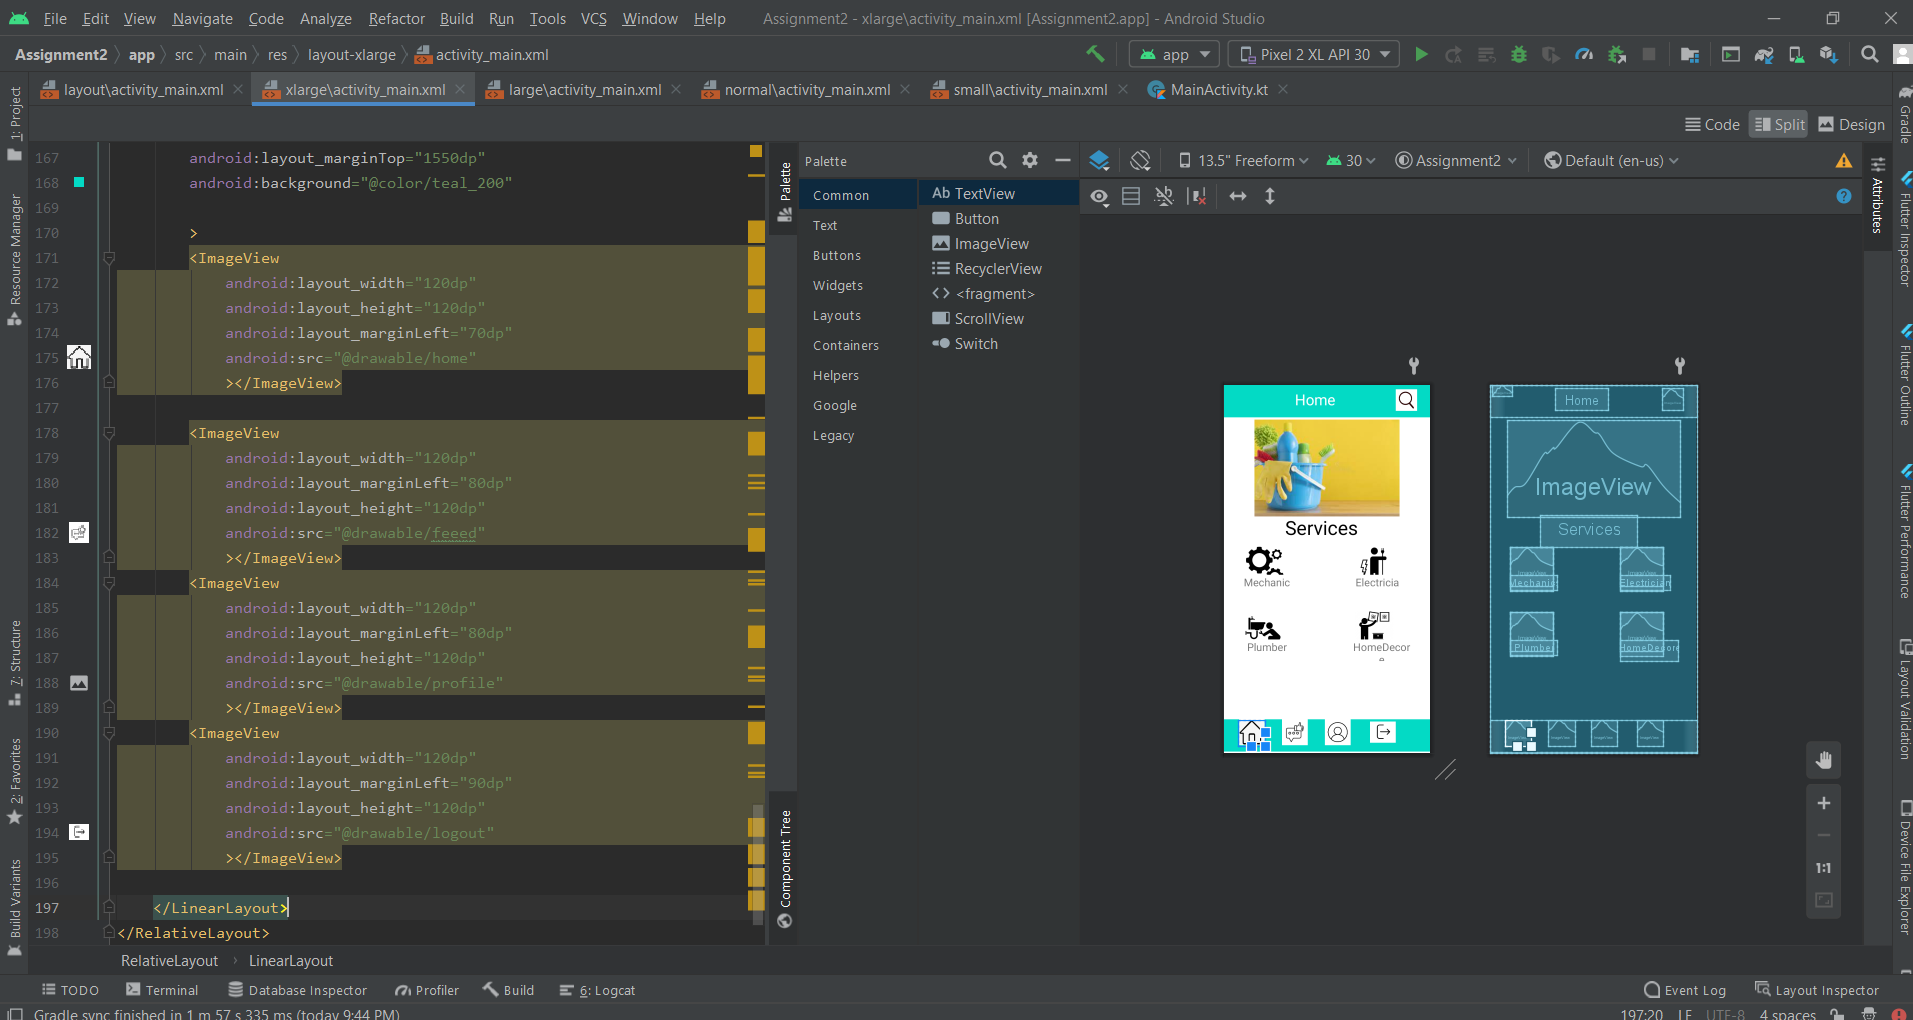 File Edit View Navigate Code Analyze Refactor Build Run Tools VCS Window Help Assignment2 - xlarge\activity_main.xml [Assignment2.app] - Android Studio
Assignment2 app src main res layout-xlarge activity_main.xml app Pixel 2 XL API 30
layout\activity_main.xml xlarge\activity_main.xml large\activity_main.xml normal\activity_main.xml small\activity_main.xml MainActivity.kt
Code Split Design
1: Project
Resource Manager
7: Structure
2: Favorites
Build Variants
167 android:layout_marginTop="1550dp"
168 android:background="@color/teal_200"
169
170 >
171 <ImageView
172 android:layout_width="120dp"
173 android:layout_height="120dp"
174 android:layout_marginLeft="70dp"
175 android:src="@drawable/home"
176 ></ImageView>
177
178 <ImageView
179 android:layout_width="120dp"
180 android:layout_marginLeft="80dp"
181 android:layout_height="120dp"
182 android:src="@drawable/feeed"
183 ></ImageView>
184 <ImageView
185 android:layout_width="120dp"
186 android:layout_marginLeft="80dp"
187 android:layout_height="120dp"
188 android:src="@drawable/profile"
189 ></ImageView>
190 <ImageView
191 android:layout_width="120dp"
192 android:layout_marginLeft="90dp"
193 android:layout_height="120dp"
194 android:src="@drawable/logout"
195 ></ImageView>
196
197 </LinearLayout>
198 </RelativeLayout>
RelativeLayout LinearLayout
Palette
Component Tree
Palette
Common
Text
Buttons
Widgets
Layouts
Containers
Helpers
Google
Legacy
Ab TextView
Button
ImageView
RecyclerView
<fragment>
ScrollView
Switch
13.5" Freeform 30 Assignment2 Default (en-us)
Home
Services
Mechanic Electricia
Plumber HomeDecor
e
Home
ImageView
Services
Mechanic Electrician
Plumber HomeDecore
1:1
Attributes
Gradle
Flutter Inspector
Flutter Outline
Flutter Performance
Layout Validation
Device File Explorer
TODO Terminal Database Inspector Profiler Build 6: Logcat Event Log Layout Inspector
Gradle sync finished in 1 m 57 s 335 ms (today 9:44 PM) 197:20 LF UTF-8 4 spaces